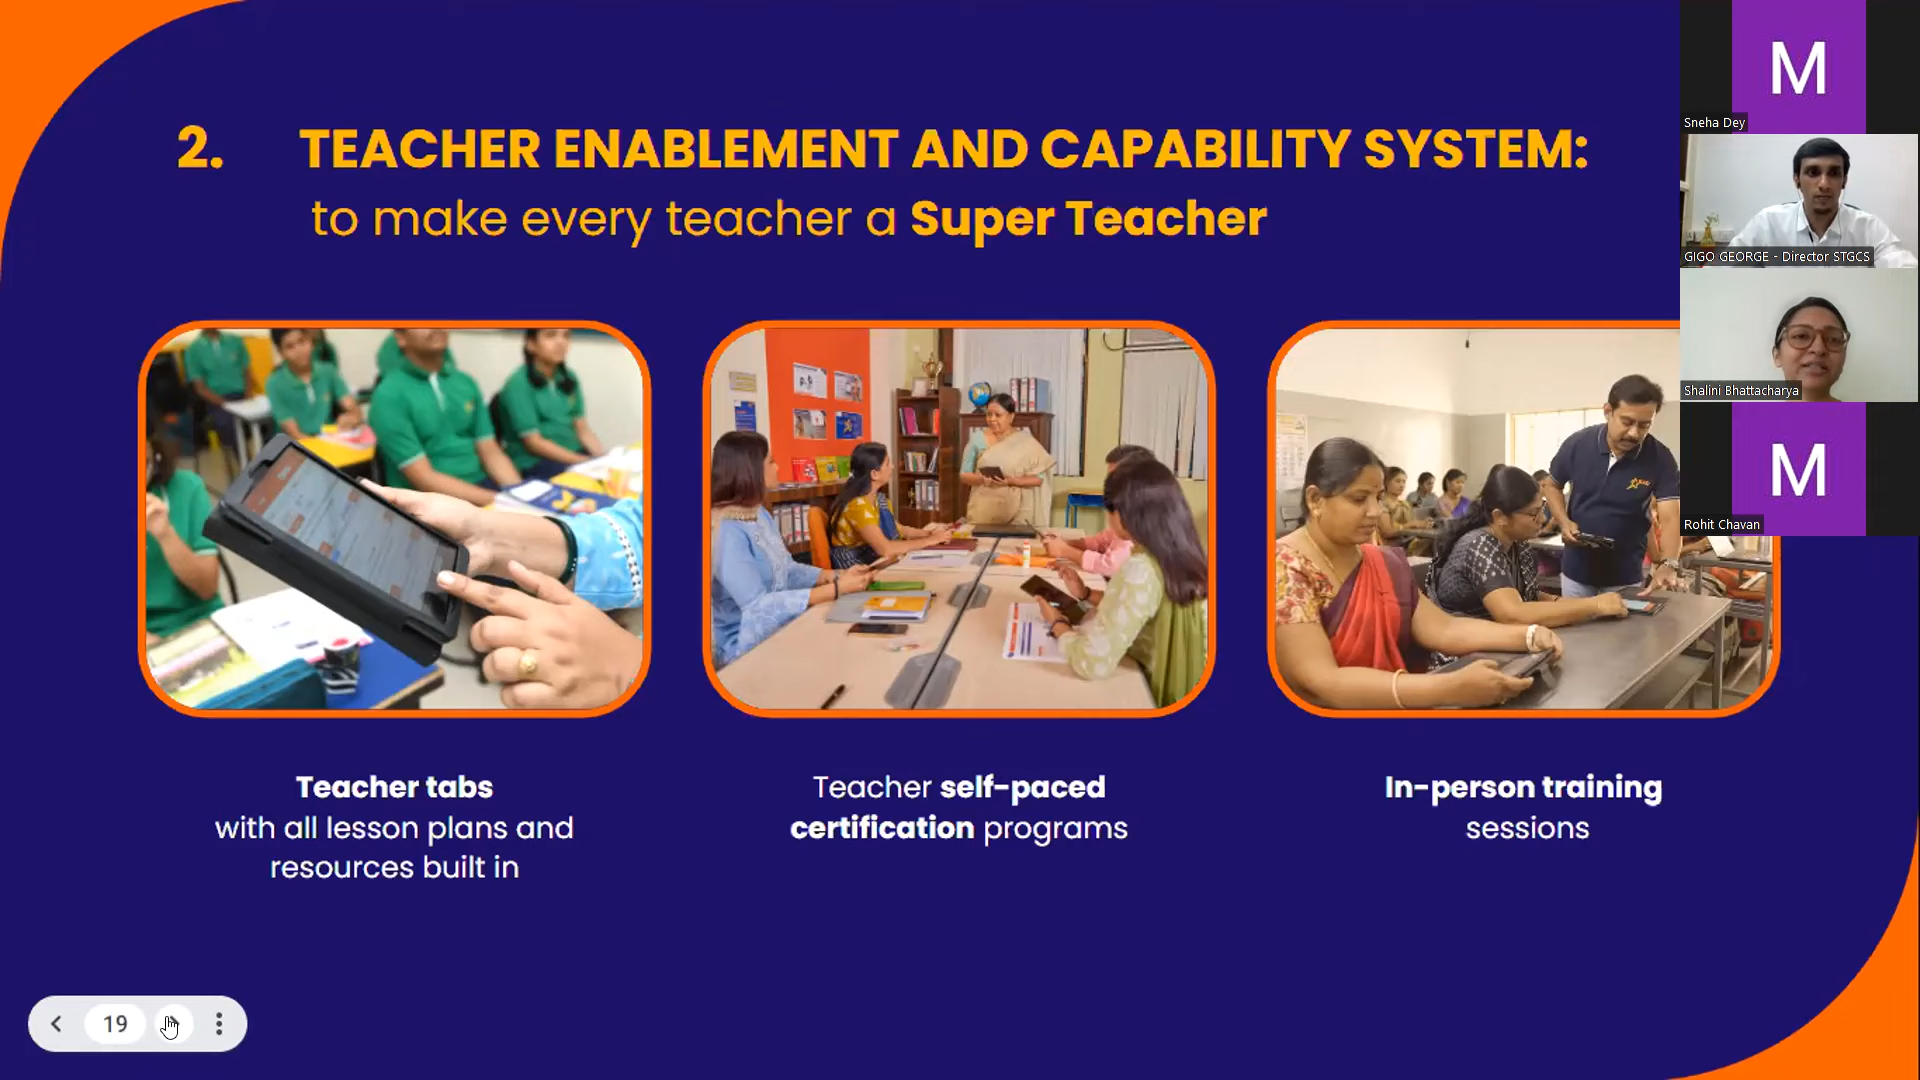 2. TEACHER ENABLEMENT AND CAPABILITY SYSTEM:
to make every teacher a Super Teacher
Teacher tabs
with all lesson plans and
resources built in
Teacher self-paced
certification programs
In-person training
sessions
M
Sneha Dey
GIGO GEORGE - Director STGCS
Shalini Bhattacharya
M
Rohit Chavan
19